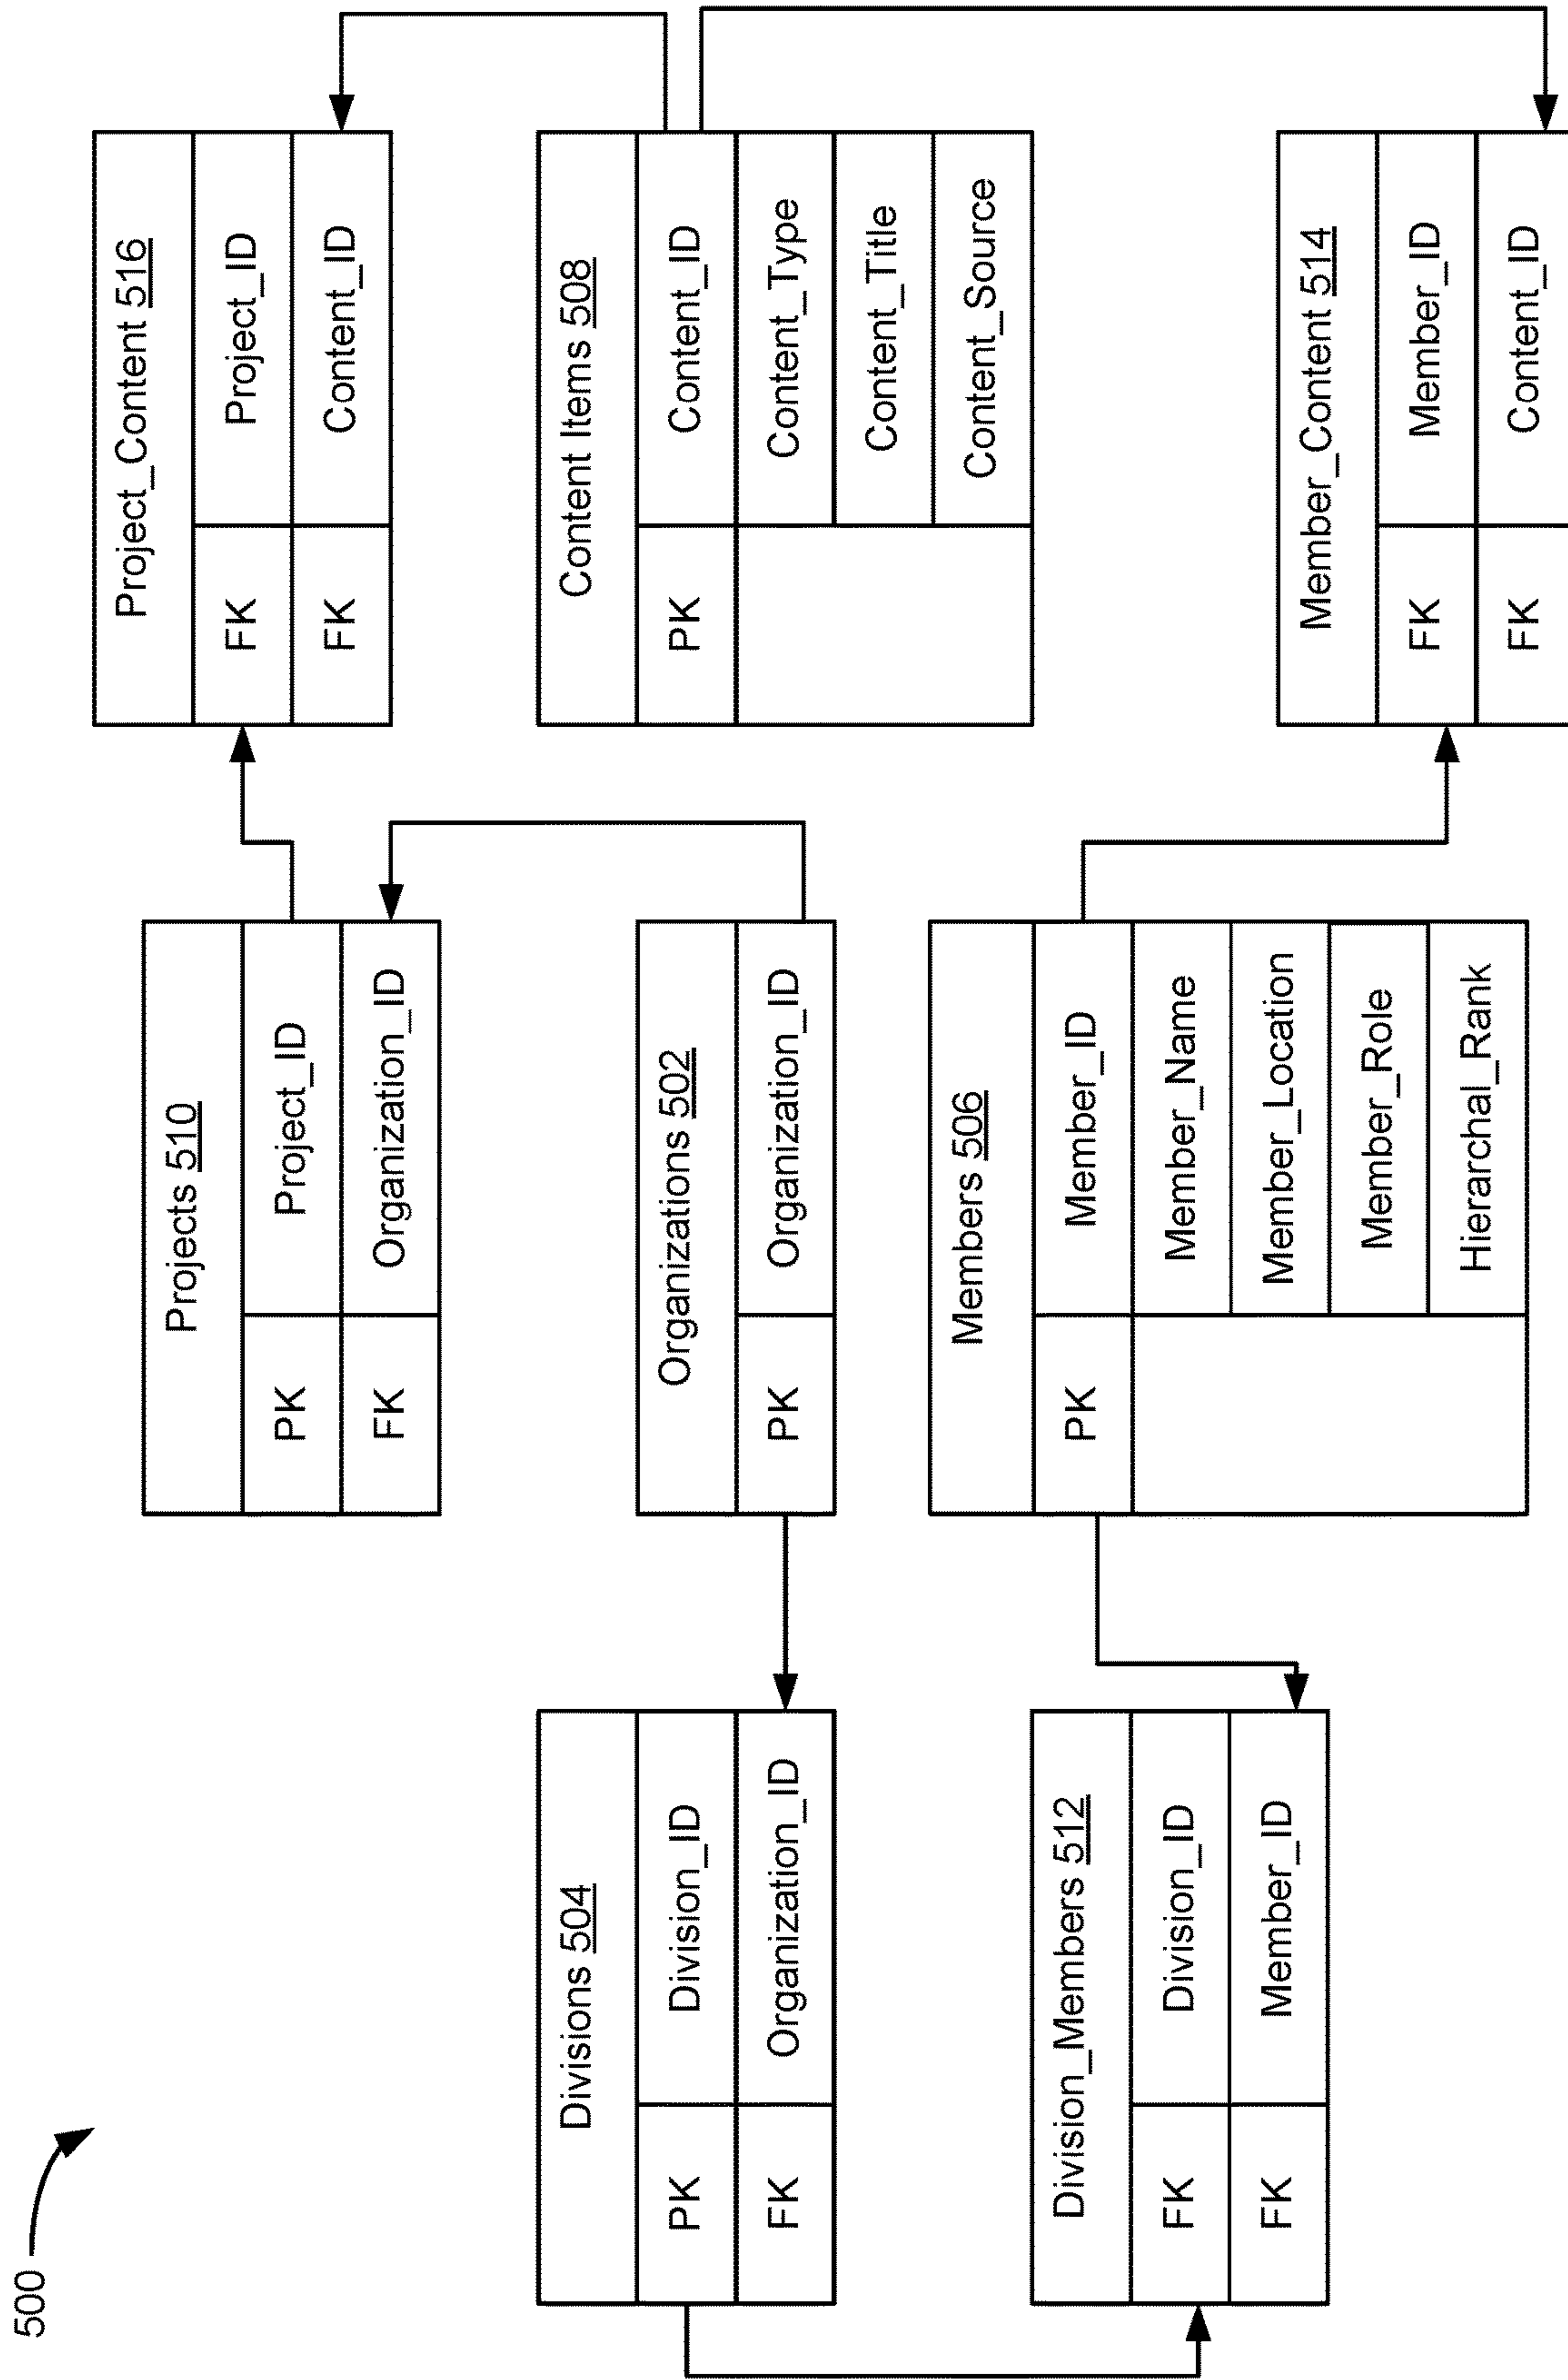 500
Divisions 504
PK Division_ID
FK Organization_ID
Division_Members 512
FK Division_ID
FK Member_ID
Projects 510
PK Project_ID
FK Organization_ID
Organizations 502
PK Organization_ID
Members 506
PK Member_ID
Member_Name
Member_Location
Member_Role
Hierarchal_Rank
Project_Content 516
FK Project_ID
FK Content_ID
Content Items 508
PK Content_ID
Content_Type
Content_Title
Content_Source
Member_Content 514
FK Member_ID
FK Content_ID